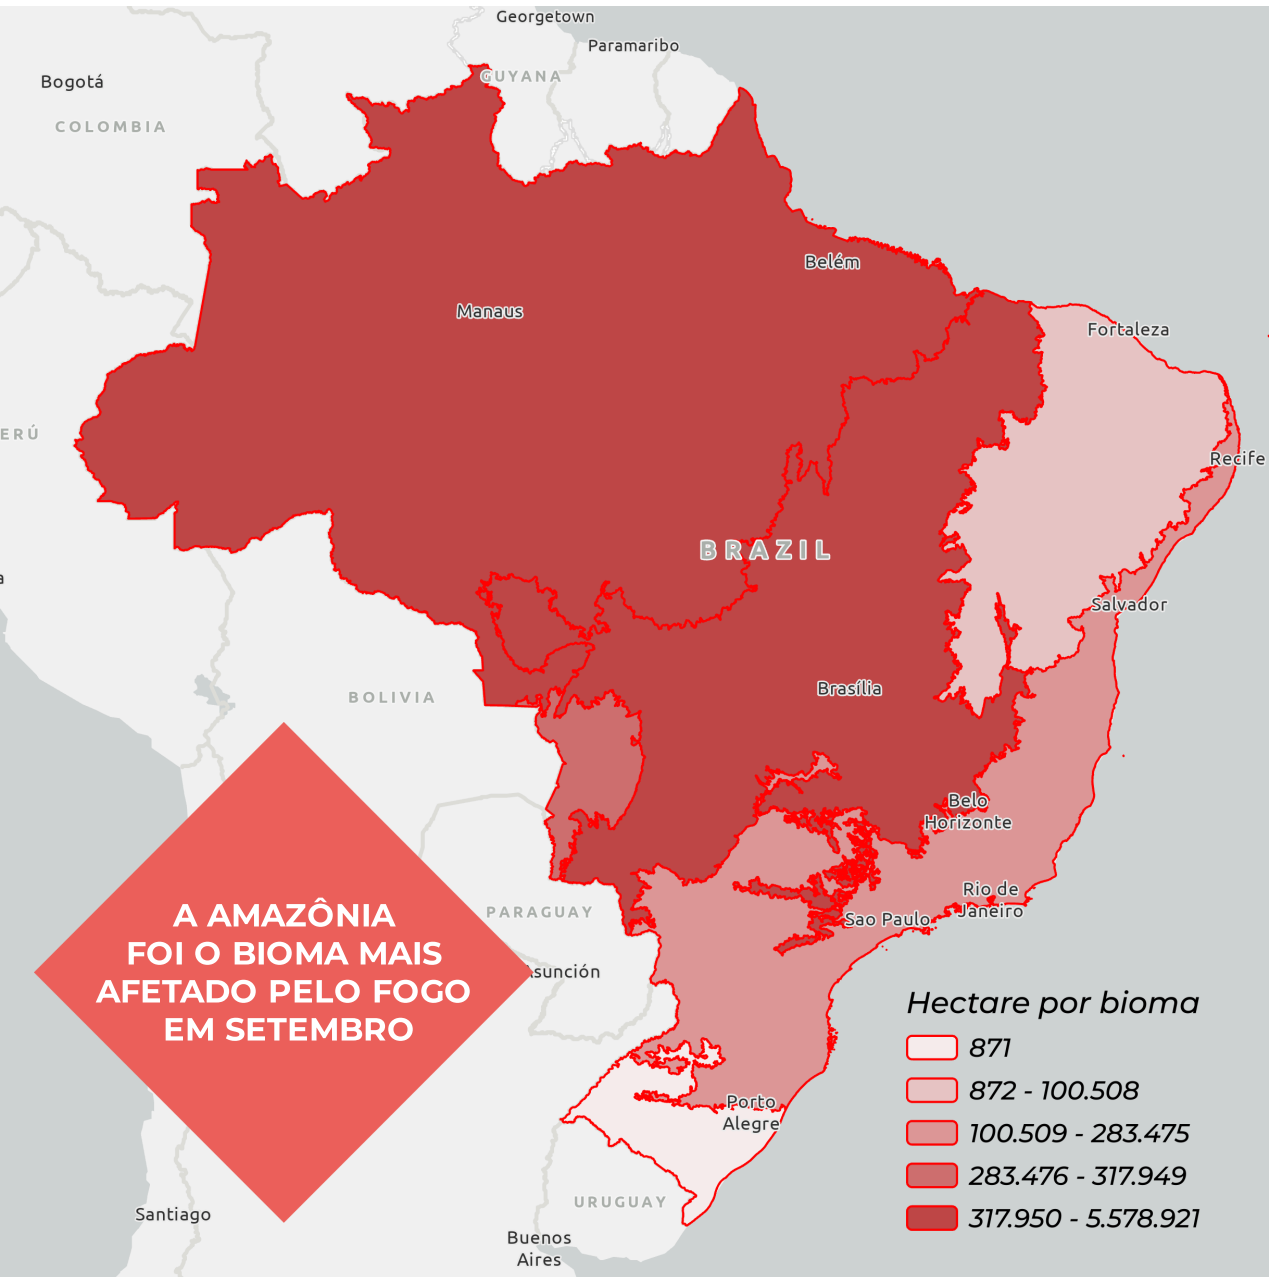 Georgetown
Paramaribo
GUYANA
Bogotá
COLOMBIA
Belém
Manaus
Fortaleza
ERÚ
Recife
BRAZIL
a
Salvador
Brasília
BOLIVIA
Belo
Horizonte
Rio de
Janeiro
Sao Paulo
PARAGUAY
Asunción
A AMAZÔNIA
FOI O BIOMA MAIS
AFETADO PELO FOGO
EM SETEMBRO
Hectare por bioma
871
872 - 100.508
100.509 - 283.475
283.476 - 317.949
317.950 - 5.578.921
Porto
Alegre
URUGUAY
Santiago
Buenos
Aires